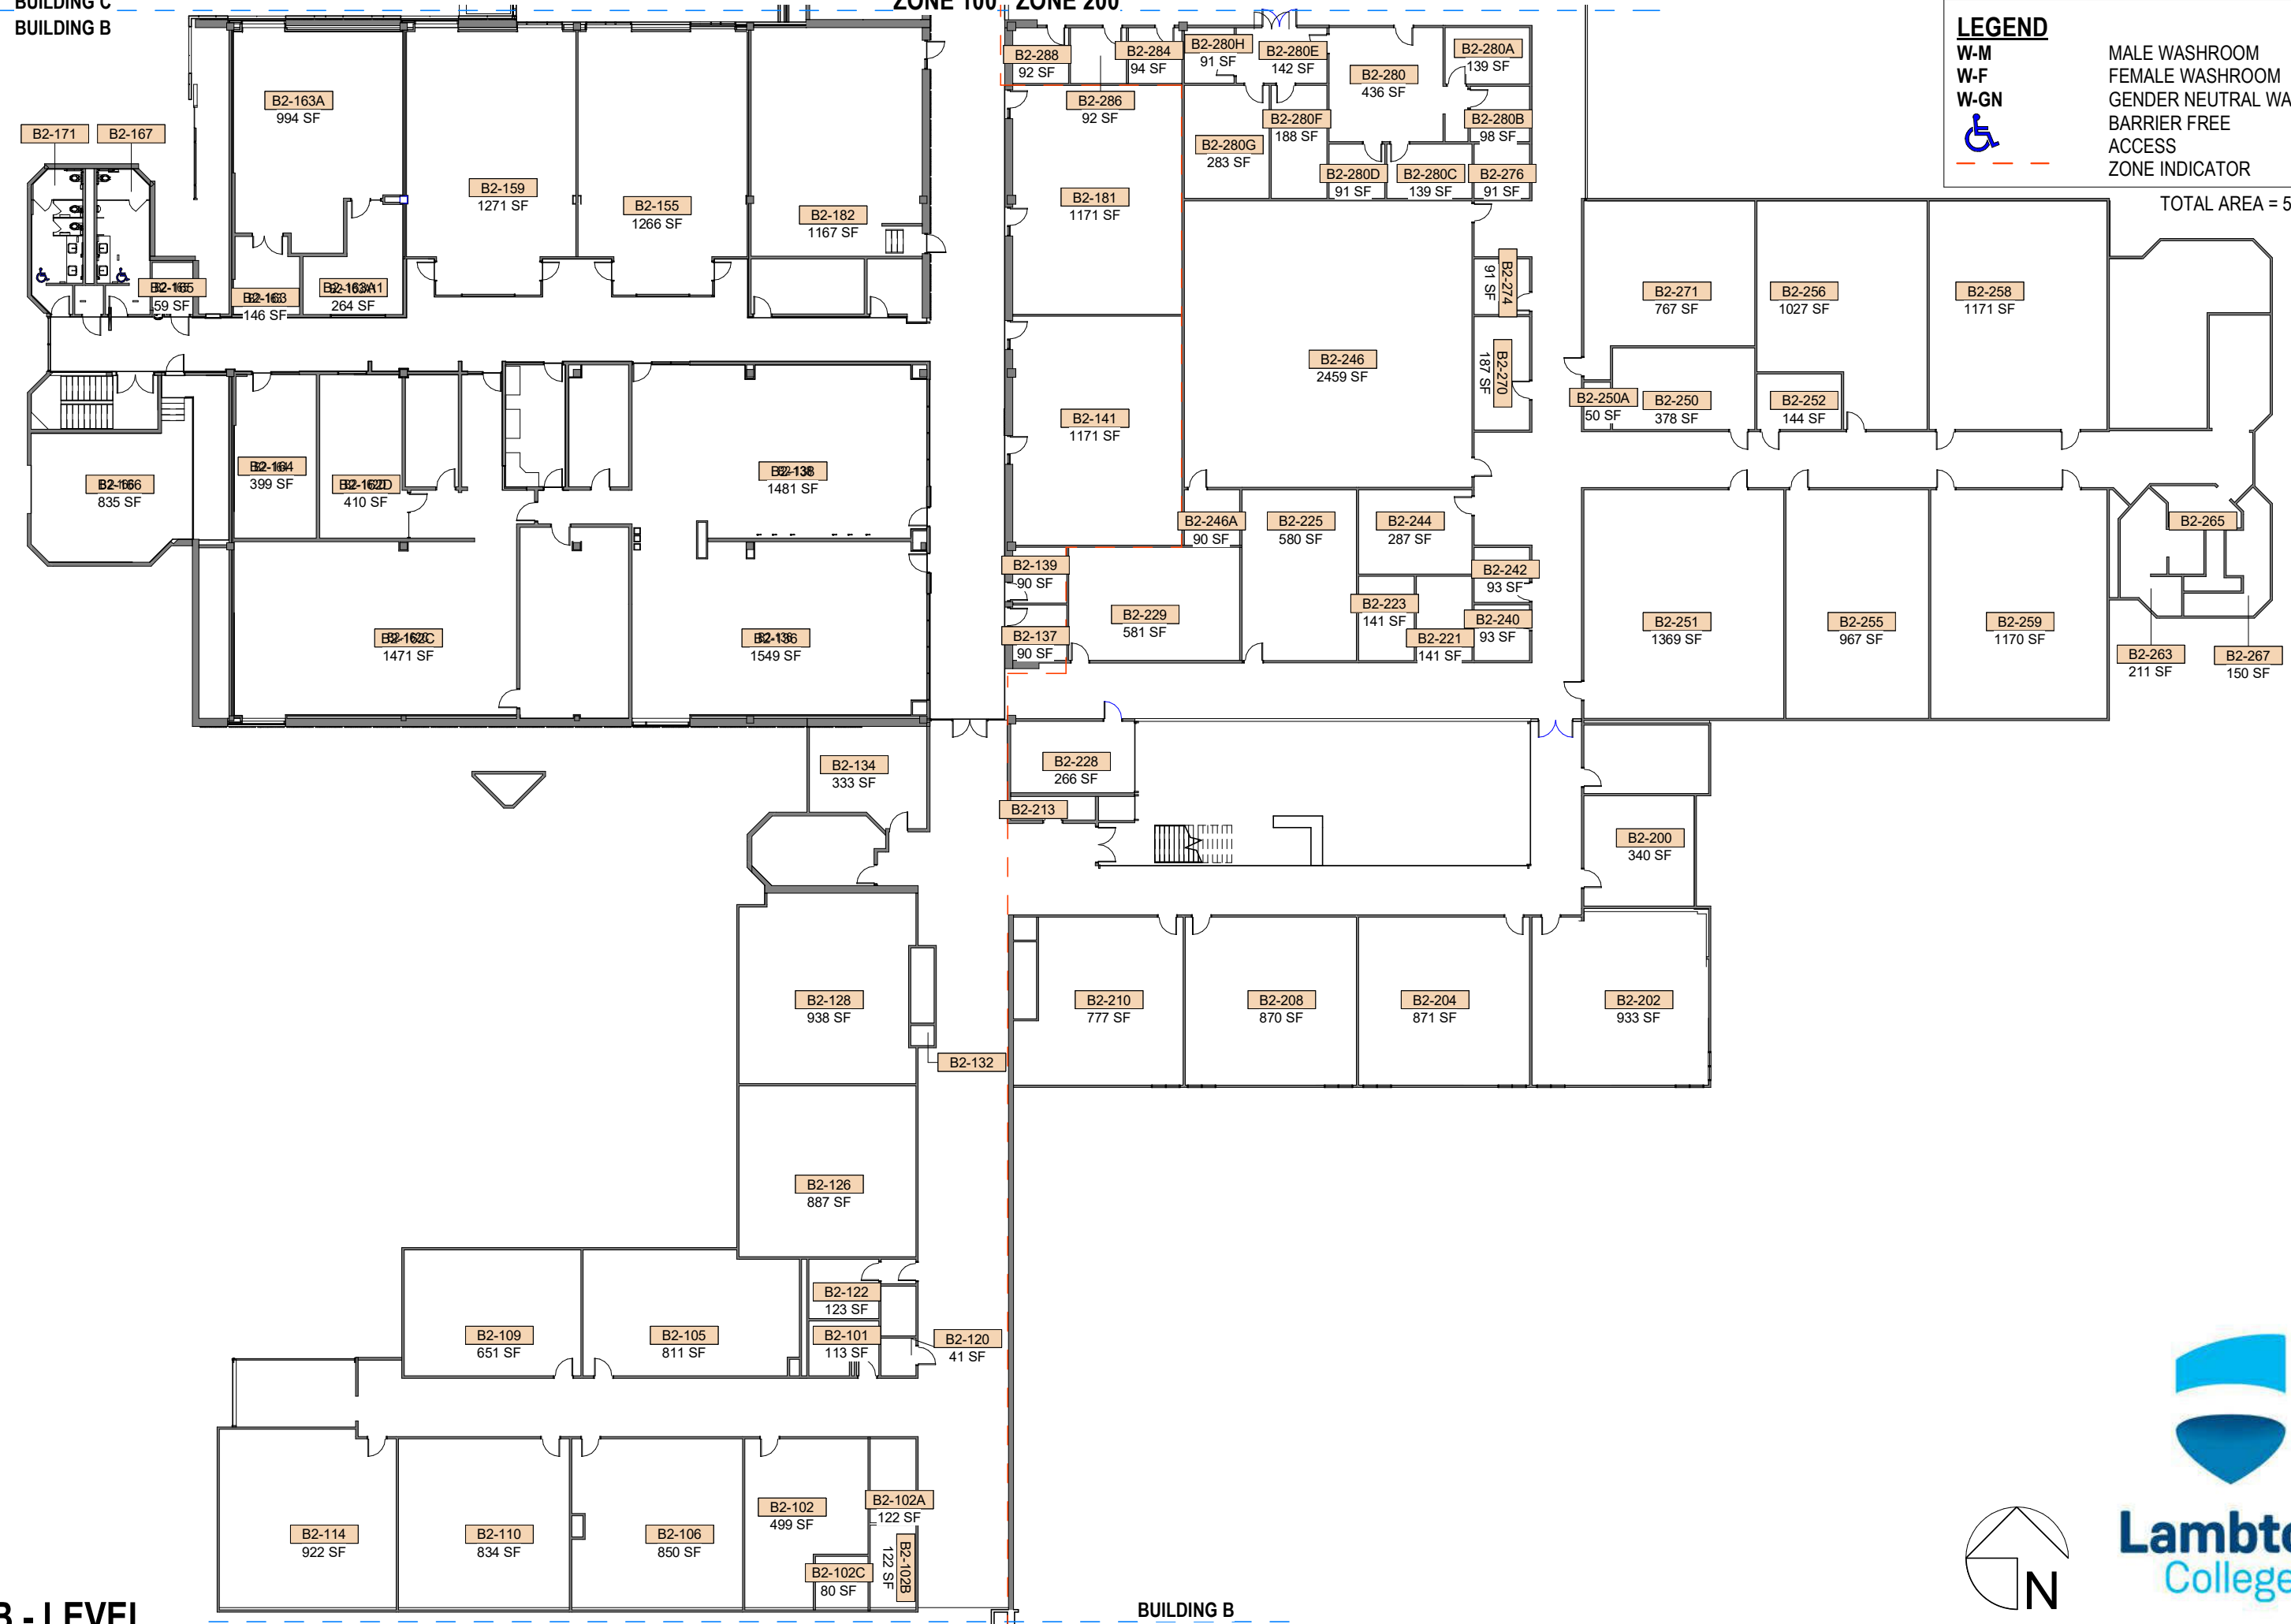 BUILDING C
BUILDING B
ZONE 100 ZONE 200
LEGEND
W-M MALE WASHROOM
W-F FEMALE WASHROOM
W-GN GENDER NEUTRAL WA
BARRIER FREE
ACCESS
ZONE INDICATOR
TOTAL AREA = 5
B2-171
B2-167
B2-163A
994 SF
B2-159
1271 SF
B2-155
1266 SF
B2-182
1167 SF
B2-165
59 SF
B2-163
146 SF
B2-163A1
264 SF
B2-288
92 SF
B2-286
92 SF
B2-284
94 SF
B2-280H
91 SF
B2-280E
142 SF
B2-280
436 SF
B2-280A
139 SF
B2-280B
98 SF
B2-280F
188 SF
B2-280G
283 SF
B2-280D
91 SF
B2-280C
139 SF
B2-276
91 SF
B2-181
1171 SF
B2-274
91 SF
B2-270
187 SF
B2-246
2459 SF
B2-141
1171 SF
B2-271
767 SF
B2-256
1027 SF
B2-258
1171 SF
B2-250A
50 SF
B2-250
378 SF
B2-252
144 SF
B2-166
835 SF
B2-164
399 SF
B2-162D
410 SF
B2-138
1481 SF
1471 SF
B2-136
1549 SF
B2-246A
90 SF
B2-225
580 SF
B2-244
287 SF
B2-139
90 SF
B2-137
90 SF
B2-229
581 SF
B2-223
141 SF
B2-221
141 SF
B2-242
93 SF
B2-240
93 SF
B2-251
1369 SF
B2-255
967 SF
B2-259
1170 SF
B2-265
B2-263
211 SF
B2-267
150 SF
B2-134
333 SF
B2-228
266 SF
B2-213
B2-200
340 SF
B2-128
938 SF
B2-132
B2-210
777 SF
B2-208
870 SF
B2-204
871 SF
B2-202
933 SF
B2-126
887 SF
B2-122
123 SF
B2-109
651 SF
B2-105
811 SF
B2-101
113 SF
B2-120
41 SF
B2-114
922 SF
B2-110
834 SF
B2-106
850 SF
B2-102
499 SF
B2-102A
122 SF
B2-102B
122 SF
B2-102C
80 SF
N
Lambto
College
B - LEVEL
BUILDING B